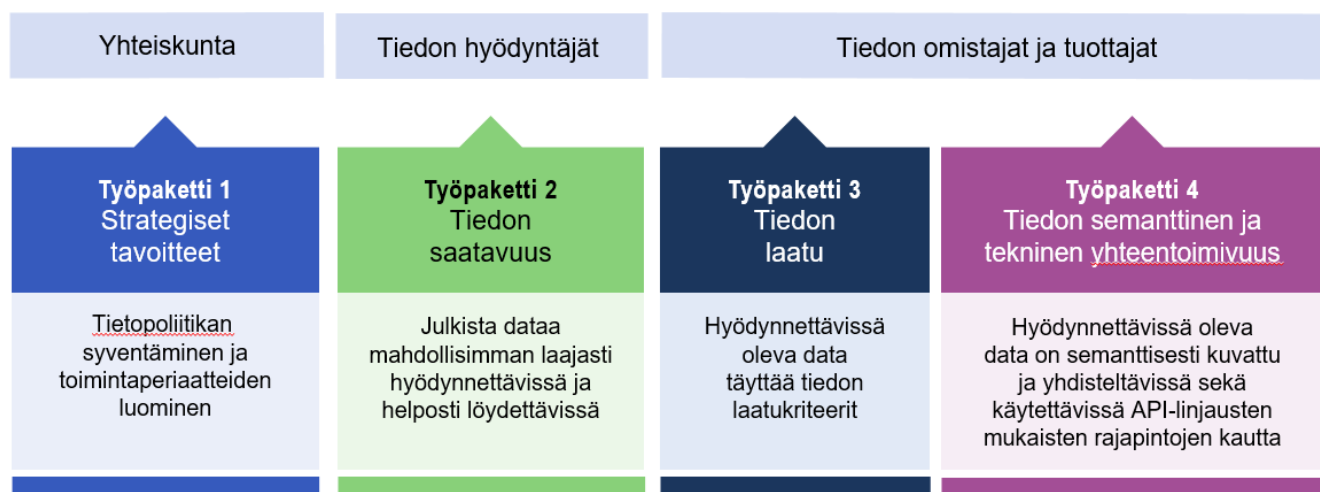 Yhteiskunta
Tiedon hyödyntäjät
Tiedon omistajat ja tuottajat
Työpaketti 1
Strategiset
tavoitteet
Työpaketti 2
Tiedon
saatavuus
Työpaketti 3
Tiedon
laatu
Työpaketti 4
Tiedon semanttinen ja
tekninen yhteentoimivuus
Tietopoliitikan
syventäminen ja
toimintaperiaatteiden
luominen
Julkista dataa
mahdollisimman laajasti
hyödynnettävissä ja
helposti löydettävissä
Hyödynnettävissä
oleva data
täyttää tiedon
laatukriteerit
Hyödynnettävissä oleva
data on semanttisesti kuvattu
ja yhdisteltävissä sekä
käytettävissä API-linjausten
mukaisten rajapintojen kautta